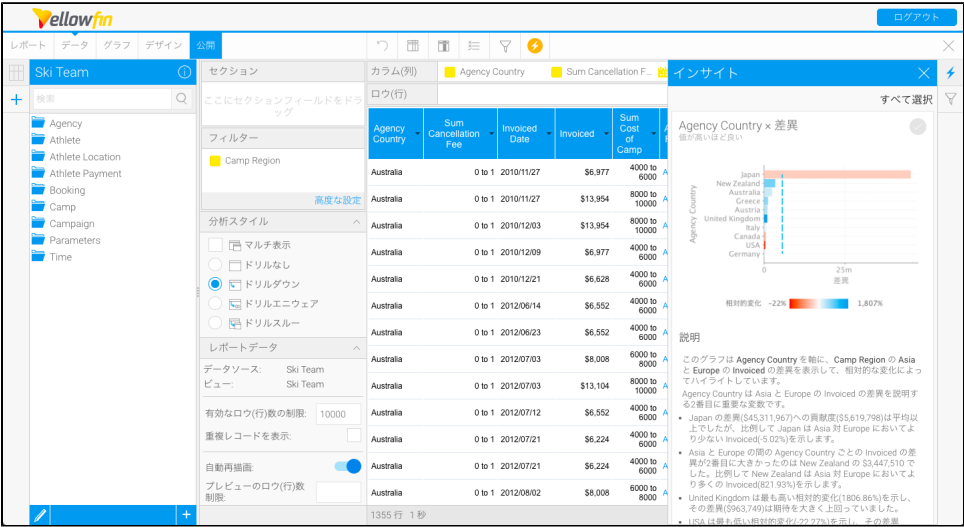 Yellowfin
ログアウト
レポート データ グラフ デザイン 公開
Ski Team
検索
Agency
Athlete
Athlete Location
Athlete Payment
Booking
Camp
Campaign
Parameters
Time
セクション
ここにセクションフィールドをドラ
ッグ
フィルター
Camp Region
高度な設定
分析スタイル
マルチ表示
ドリルなし
ドリルダウン
ドリルエニウェア
ドリルスルー
レポートデータ
データソース: Ski Team
ビュー: Ski Team
有効なロウ(行)数の制限: 10000
重複レコードを表示:
自動再描画:
プレビューのロウ(行)数
制限:
カラム(列) Agency Country Sum Cancellation F...
ロウ(行)
Agency Country Sum Cancellation Fee Invoiced Date Invoiced Sum Cost of Camp
Australia 0 to 1 2010/11/27 $6,977 4000 to 6000
Australia 0 to 1 2010/11/27 $13,954 8000 to 10000
Australia 0 to 1 2010/12/03 $13,954 8000 to 10000
Australia 0 to 1 2010/12/09 $6,977 4000 to 6000
Australia 0 to 1 2010/12/21 $6,628 4000 to 6000
Australia 0 to 1 2012/06/14 $6,552 4000 to 6000
Australia 0 to 1 2012/06/23 $6,552 4000 to 6000
Australia 0 to 1 2012/07/03 $8,008 6000 to 8000
Australia 0 to 1 2012/07/03 $13,104 8000 to 10000
Australia 0 to 1 2012/07/12 $6,552 4000 to 6000
Australia 0 to 1 2012/07/21 $6,224 4000 to 6000
Australia 0 to 1 2012/07/21 $6,224 4000 to 6000
Australia 0 to 1 2012/08/02 $8,008 6000 to 8000
1355 行 1 秒
インサイト
すべて選択
Agency Country × 差異
値が高いほど良い
Agency Country
Japan
New Zealand
Australia
Greece
Austria
United Kingdom
Italy
Canada
USA
Germany
0 25m
差異
相対的変化 -22% 1,807%
説明
このグラフは Agency Country を軸に、Camp Region の Asia
と Europe の Invoiced の差異を表示して、相対的な変化によっ
てハイライトしています。
Agency Country は Asia と Europe の Invoiced の差異を説明す
る2番目に重要な変数です。
• Japan の差異($45,311,967)への貢献度($5,619,798)は平均以
上でしたが、比例して Japan は Asia 対 Europe においてよ
り少ない Invoiced(-5.02%)を示します。
• Asia と Europe の間の Agency Country ごとの Invoiced の差
異が2番目に大きかったのは New Zealand の $3,447,510 で
した。比例して New Zealand は Asia 対 Europe においてよ
り多くの Invoiced(821.93%)を示します。
• United Kingdom は最も高い相対的変化(1806.86%)を示し、
その差異($963,749)は期待を大きく上回っていました。
• USA は最も低い相対的変化(-22.27%)を示し、その差異